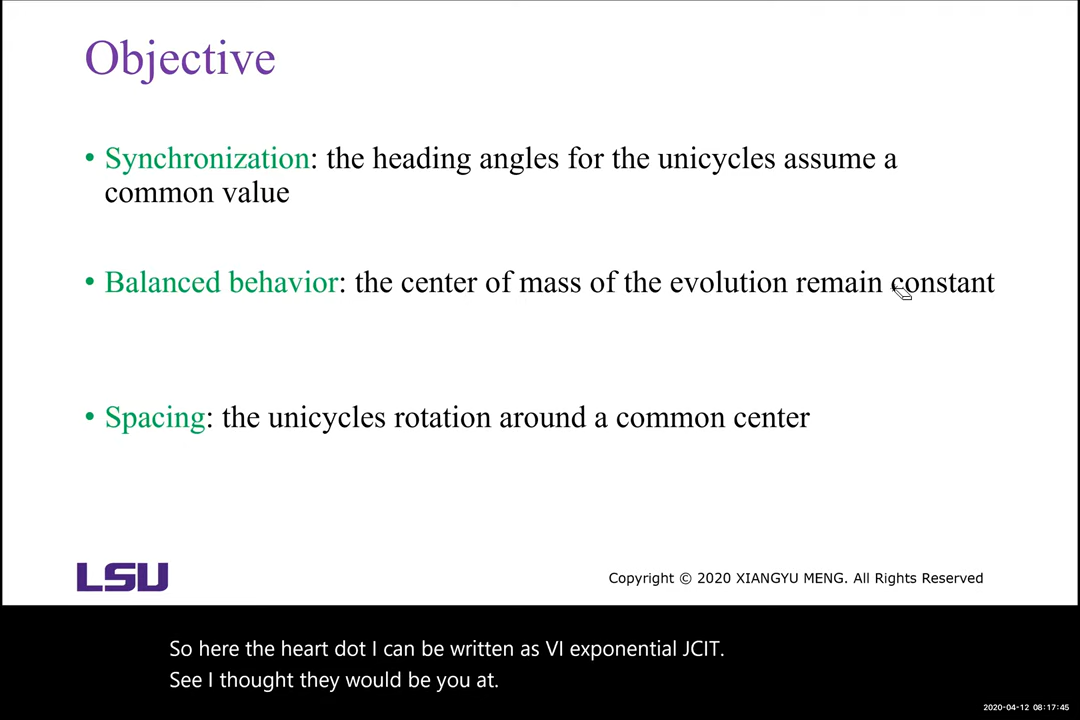 Objective
• Synchronization: the heading angles for the unicycles assume a
common value
• Balanced behavior: the center of mass of the evolution remain constant
• Spacing: the unicycles rotation around a common center
LSU
Copyright © 2020 XIANGYU MENG. All Rights Reserved
So here the heart dot I can be written as VI exponential JCIT.
See I thought they would be you at.
2020-04-12 08:17:45